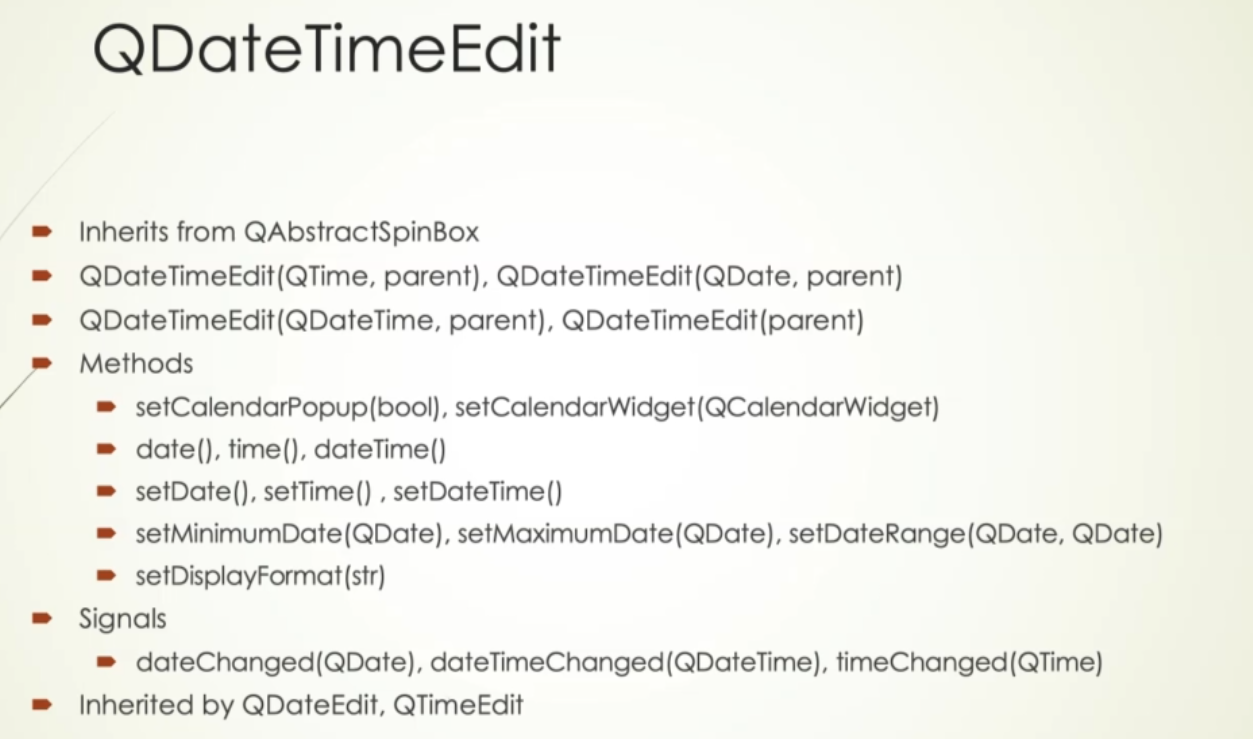 QDateTimeEdit
Inherits from QAbstractSpinBox
QDateTimeEdit(QTime, parent), QDateTimeEdit(QDate, parent)
QDateTimeEdit(QDateTime, parent), QDateTimeEdit(parent)
Methods
setCalendarPopup(bool), setCalendarWidget(QCalendarWidget)
date(), time(), dateTime()
setDate(), setTime() , setDateTime()
setMinimumDate(QDate), setMaximumDate(QDate), setDateRange(QDate, QDate)
setDisplayFormat(str)
Signals
dateChanged(QDate), dateTimeChanged(QDateTime), timeChanged(QTime)
Inherited by QDateEdit, QTimeEdit